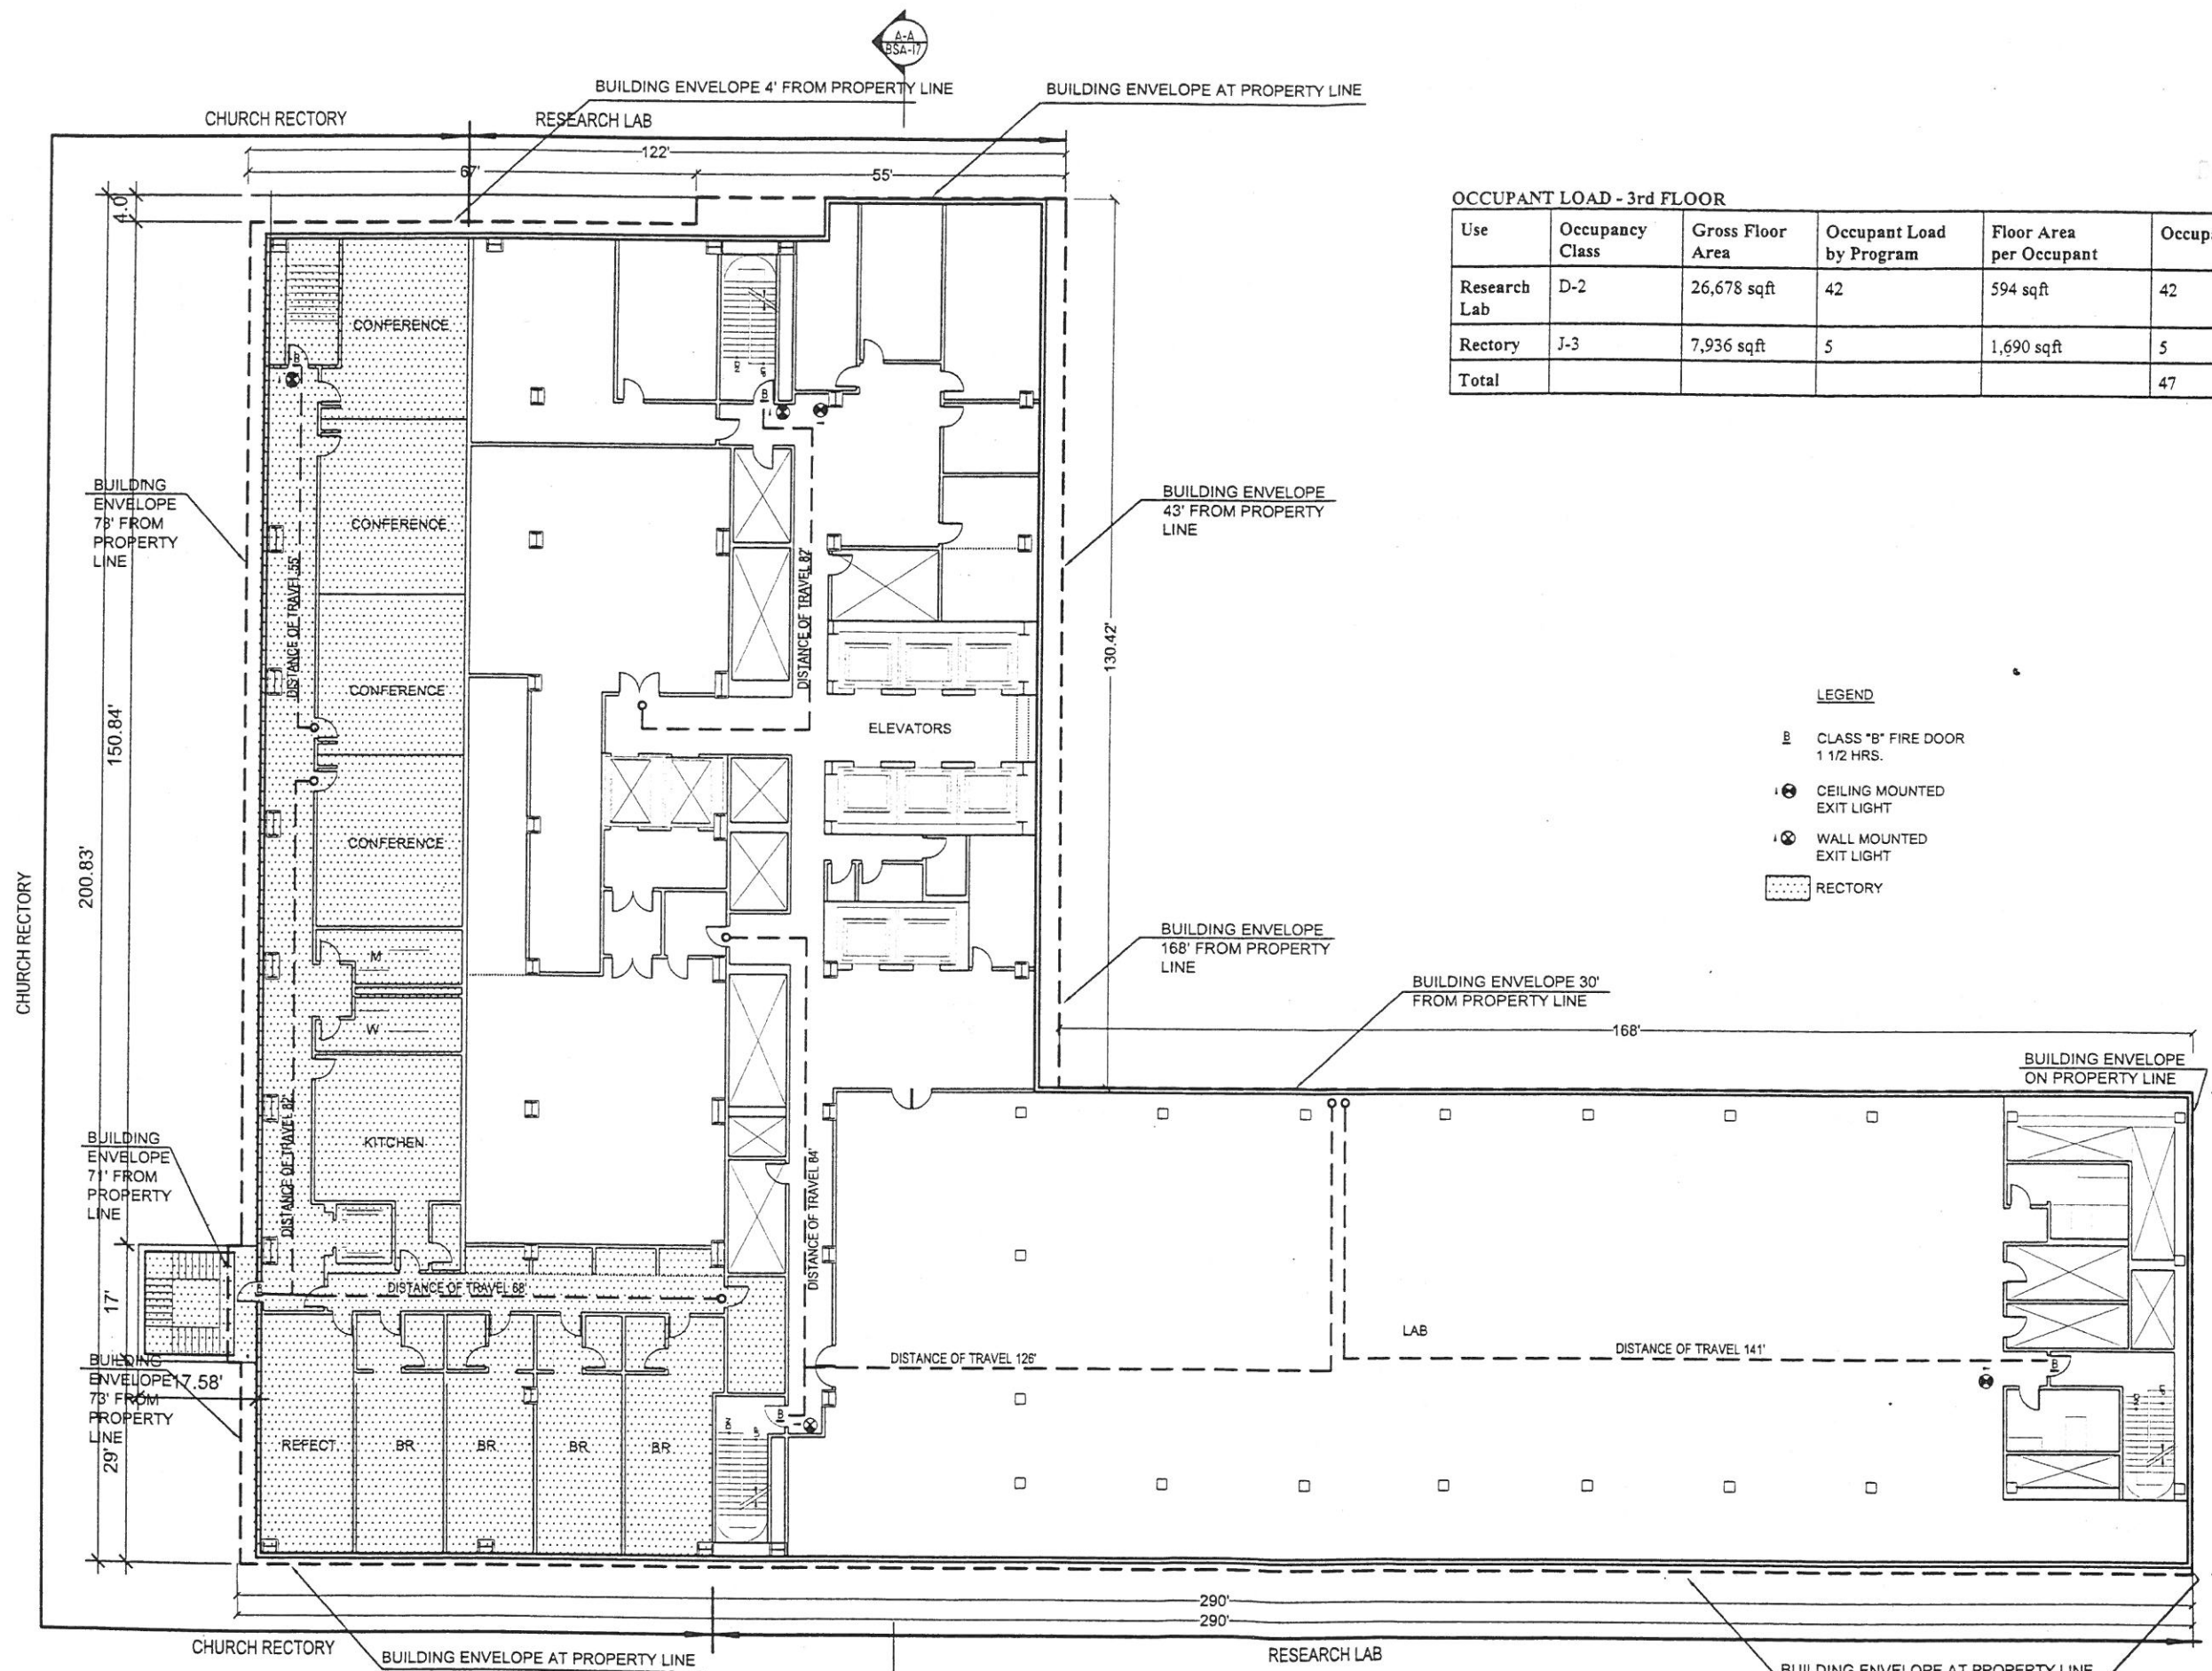 A-A
BSA-17
BUILDING ENVELOPE 4' FROM PROPERTY LINE
BUILDING ENVELOPE AT PROPERTY LINE
CHURCH RECTORY
RESEARCH LAB
122'
67'
55'
4.0'
OCCUPANT LOAD - 3rd FLOOR
Use Occupancy Class Gross Floor Area Occupant Load by Program Floor Area per Occupant
Research Lab D-2 26,678 sqft 42 594 sqft 42
Rectory J-3 7,936 sqft 5 1,690 sqft 5
Total 47
CONFERENCE
B
DN
UP
B
BUILDING
ENVELOPE
73' FROM
PROPERTY
LINE
CONFERENCE
BUILDING ENVELOPE
43' FROM PROPERTY
LINE
DISTANCE OF TRAVEL 55'
DISTANCE OF TRAVEL 82'
130.42'
CONFERENCE
ELEVATORS
150.84'
LEGEND
B CLASS "B" FIRE DOOR
1 1/2 HRS.
CEILING MOUNTED
EXIT LIGHT
WALL MOUNTED
EXIT LIGHT
RECTORY
CONFERENCE
200.83'
CHURCH RECTORY
M
W
BUILDING ENVELOPE
168' FROM PROPERTY
LINE
BUILDING ENVELOPE 30'
FROM PROPERTY LINE
168'
BUILDING ENVELOPE
ON PROPERTY LINE
KITCHEN
DISTANCE OF TRAVEL 82'
BUILDING
ENVELOPE
71' FROM
PROPERTY
LINE
DISTANCE OF TRAVEL 84'
B
DISTANCE OF TRAVEL 68'
17'
LAB
DISTANCE OF TRAVEL 126'
DISTANCE OF TRAVEL 141'
B
BUILDING
ENVELOPE
73' FROM
PROPERTY
LINE
17.58'
29'
REFECT.
BR
BR
BR
BR
B
DN
UP
DN
UP
290'
290'
CHURCH RECTORY
BUILDING ENVELOPE AT PROPERTY LINE
RESEARCH LAB
BUILDING ENVELOPE AT PROPERTY LINE